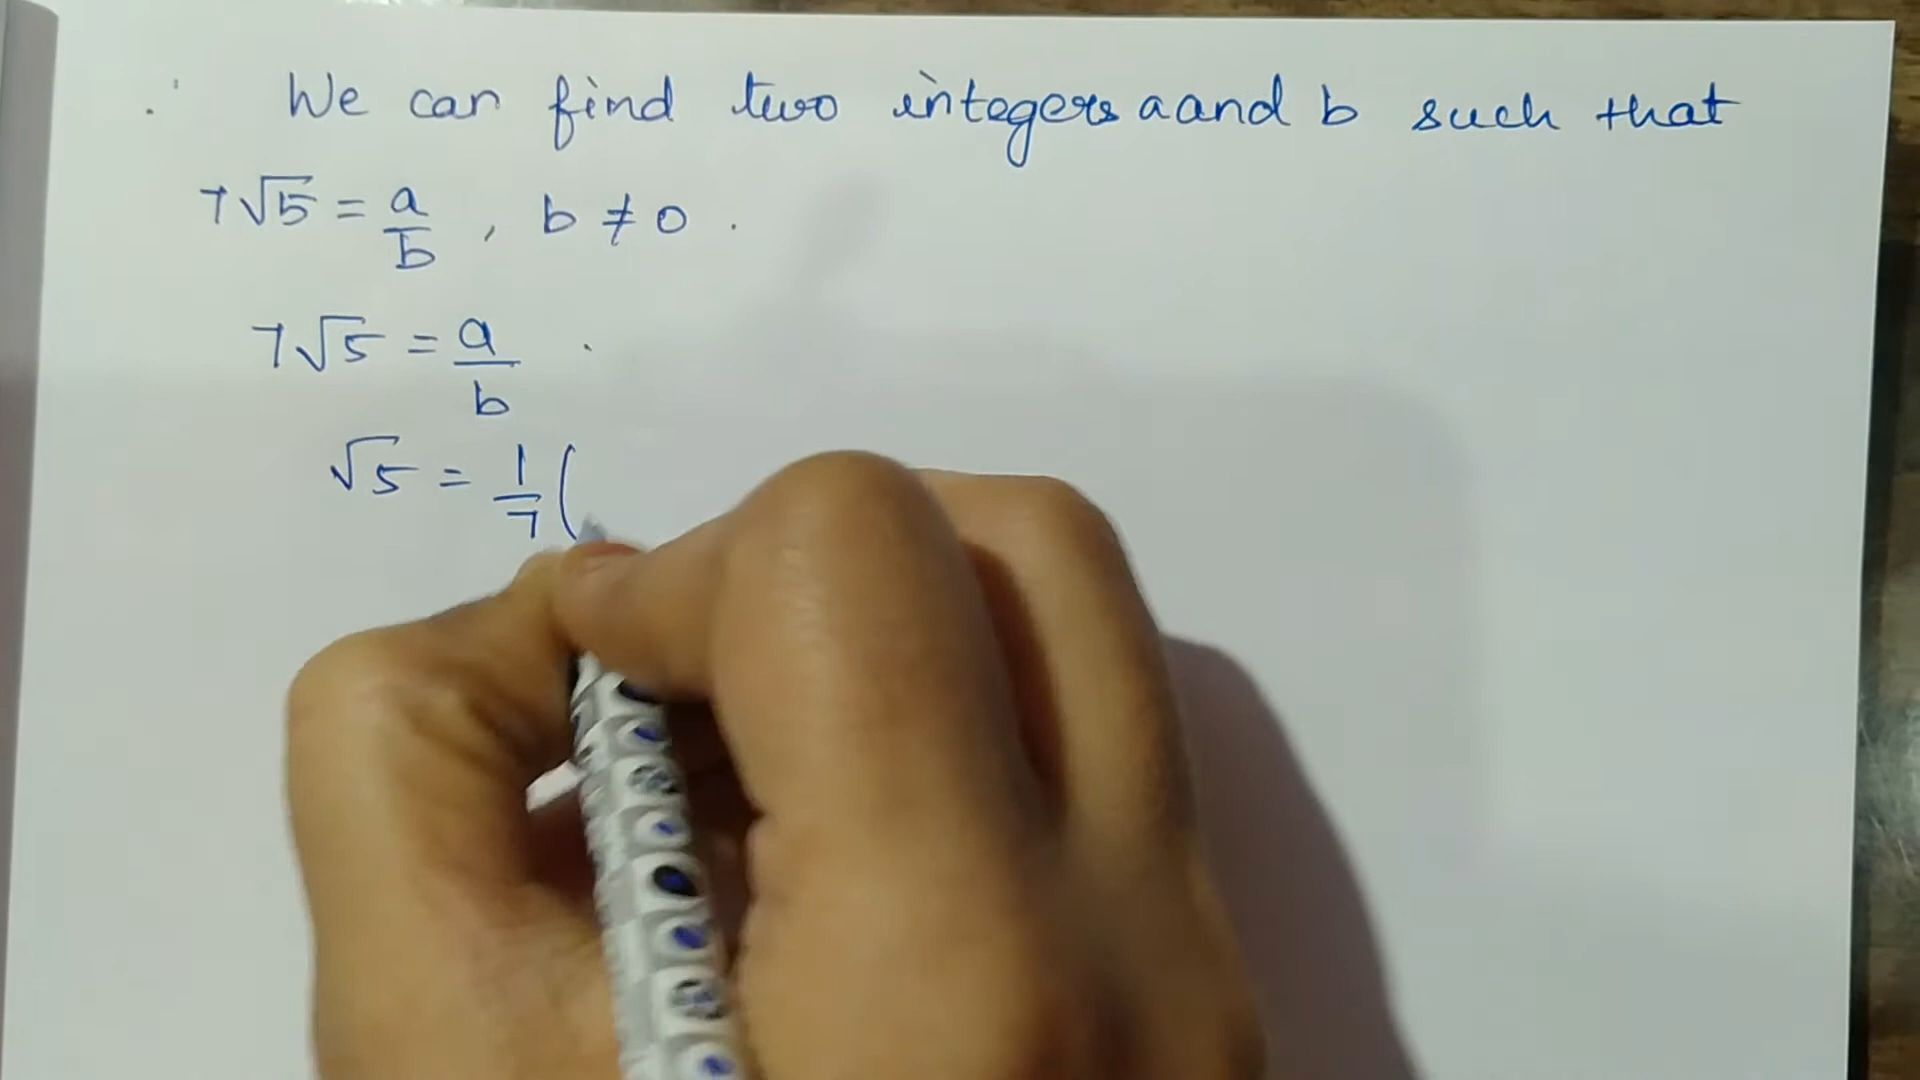 ∴ We can find two integers a and b such that
7√5 = a/b , b ≠ 0 .
7√5 = a/b .
√5 = 1/7 (